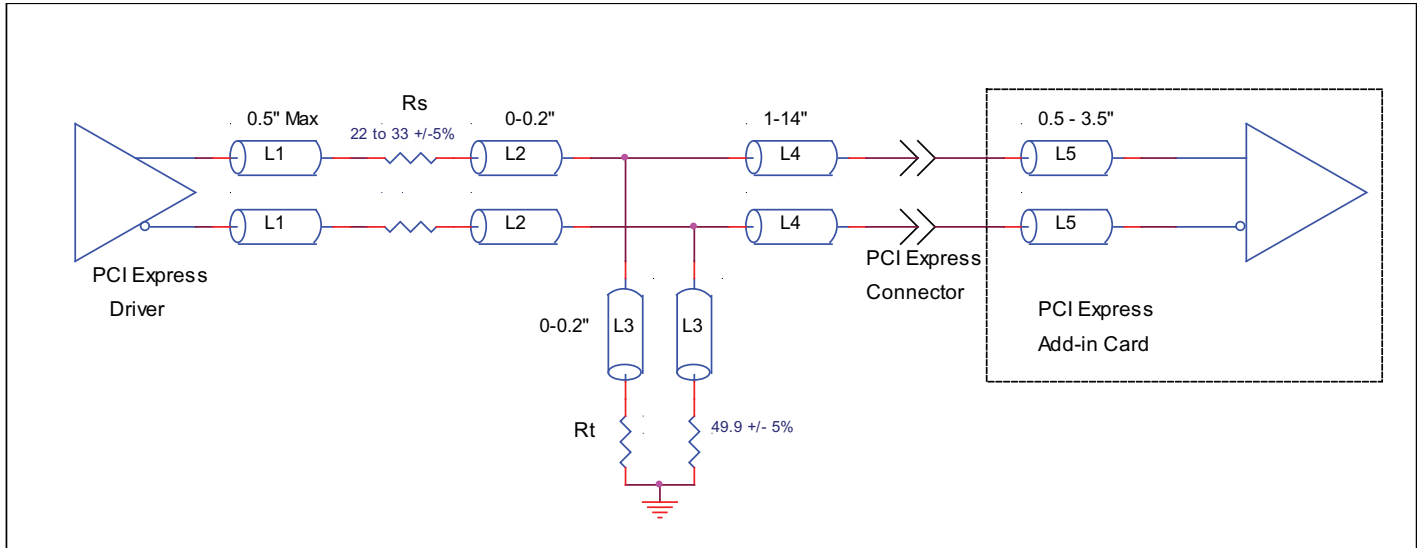 Rs
0.5" Max
22 to 33 +/-5%
0-0.2"
1-14"
0.5 - 3.5"
L1
L2
L4
L5
L1
L2
L4
L5
PCI Express
Driver
PCI Express
Connector
0-0.2"
L3
L3
PCI Express
Add-in Card
Rt
49.9 +/- 5%